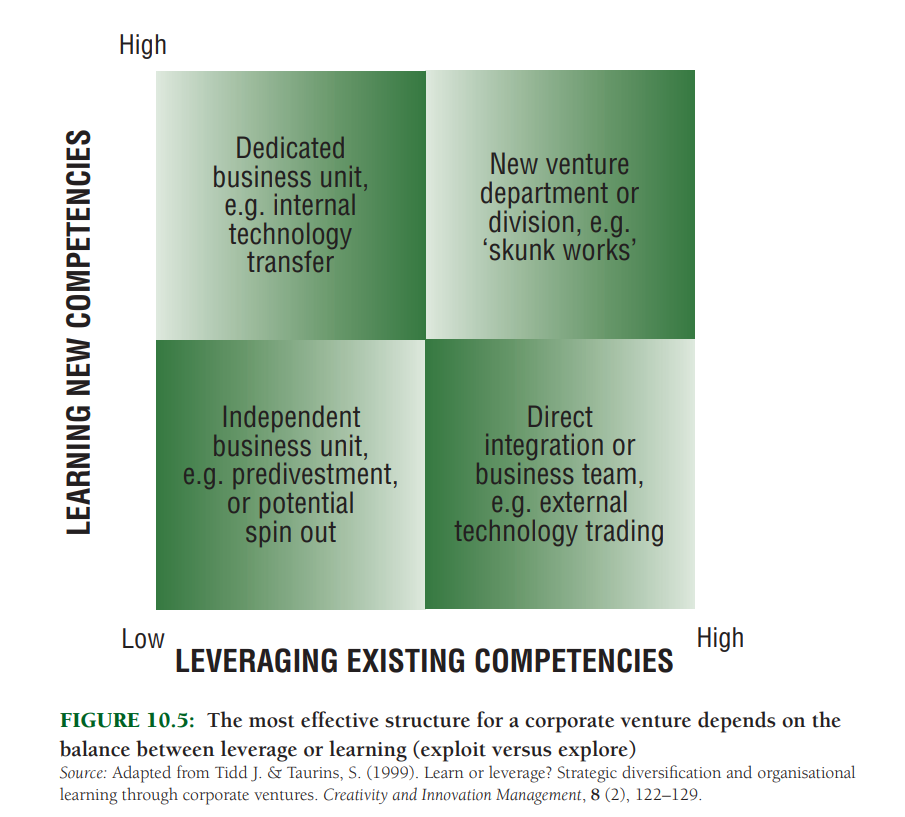 High
LEARNING NEW COMPETENCIES
Dedicated
business unit,
e.g. internal
technology
transfer
New venture
department or
division, e.g.
‘skunk works’
Independent
business unit,
e.g. predivestment,
or potential
spin out
Direct
integration or
business team,
e.g. external
technology trading
Low
High
LEVERAGING EXISTING COMPETENCIES
FIGURE 10.5: The most effective structure for a corporate venture depends on the
balance between leverage or learning (exploit versus explore)
Source: Adapted from Tidd J. & Taurins, S. (1999). Learn or leverage? Strategic diversification and organisational
learning through corporate ventures. Creativity and Innovation Management, 8 (2), 122–129.